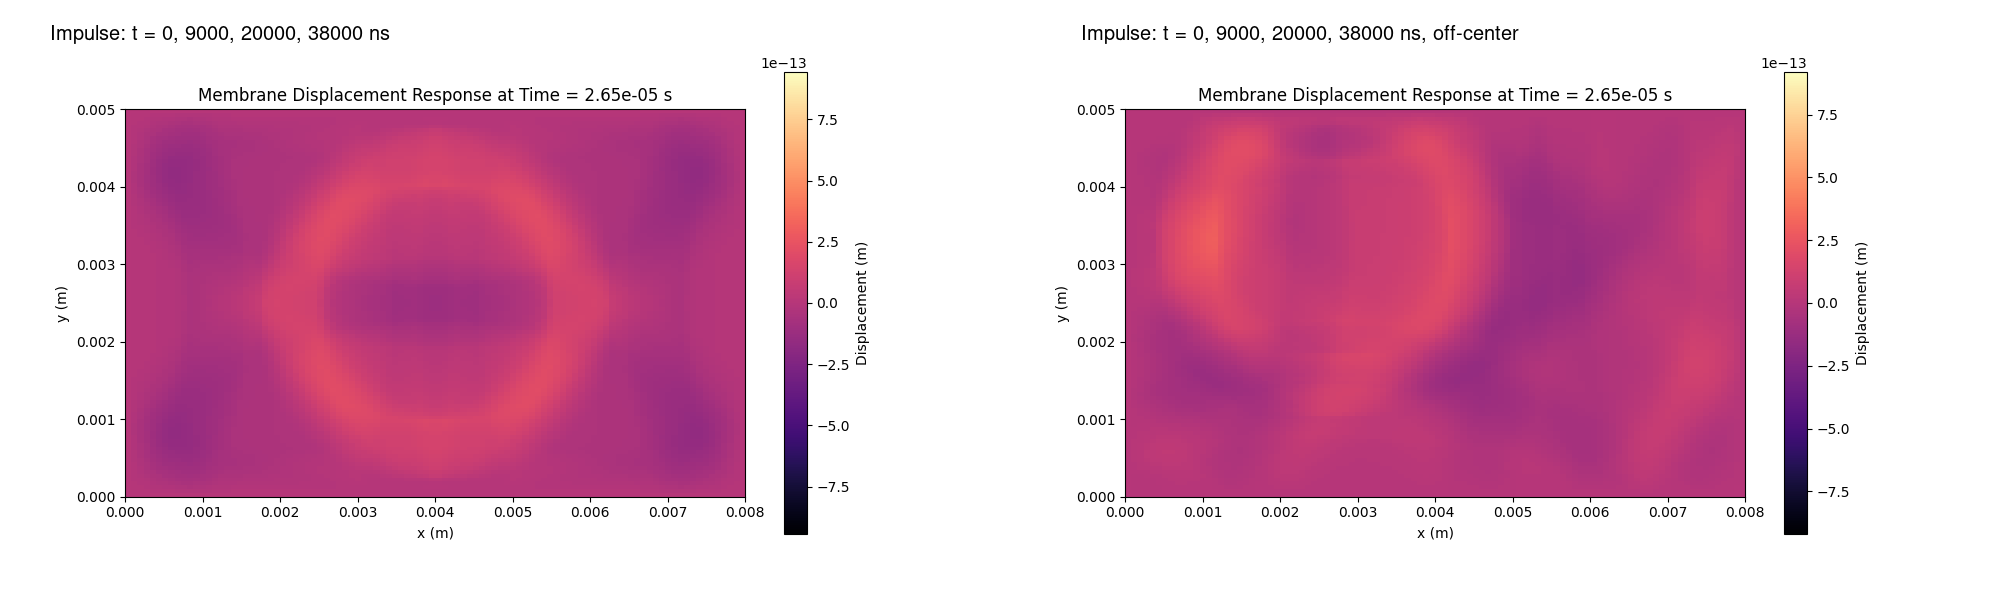 Impulse: t = 0, 9000, 20000, 38000 ns
1e−13
Membrane Displacement Response at Time = 2.65e-05 s
0.005
0.004
0.003
0.002
0.001
0.000
y (m)
0.000 0.001 0.002 0.003 0.004 0.005 0.006 0.007 0.008
x (m)
7.5
5.0
2.5
0.0
−2.5
−5.0
−7.5
Displacement (m)
Impulse: t = 0, 9000, 20000, 38000 ns, off-center
1e−13
Membrane Displacement Response at Time = 2.65e-05 s
0.005
0.004
0.003
0.002
0.001
0.000
y (m)
0.000 0.001 0.002 0.003 0.004 0.005 0.006 0.007 0.008
x (m)
7.5
5.0
2.5
0.0
−2.5
−5.0
−7.5
Displacement (m)